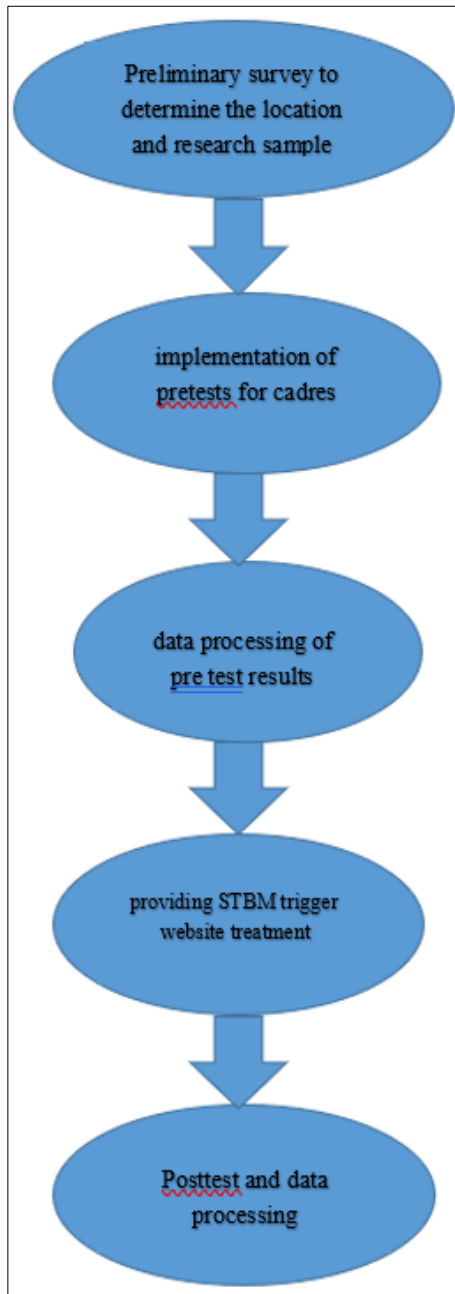 Preliminary survey to
determine the location
and research sample
implementation of
pretests for cadres
data processing of
pre test results
providing STBM trigger
website treatment
Posttest and data
processing